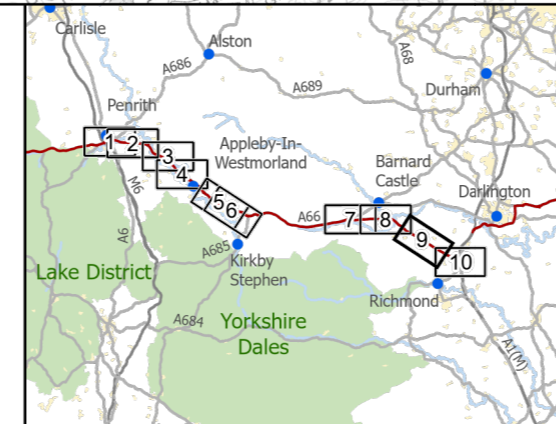 Carlisle
Alston
A686
A68
A689
Durham
Penrith
1 2 3 4 5 6 7 8 9 10
Appleby-In-
Westmorland
Barnard
Castle
Darlington
M6
A6
A66
A685
Kirkby
Stephen
Lake District
Richmond
A684
Yorkshire
Dales
A1(M)